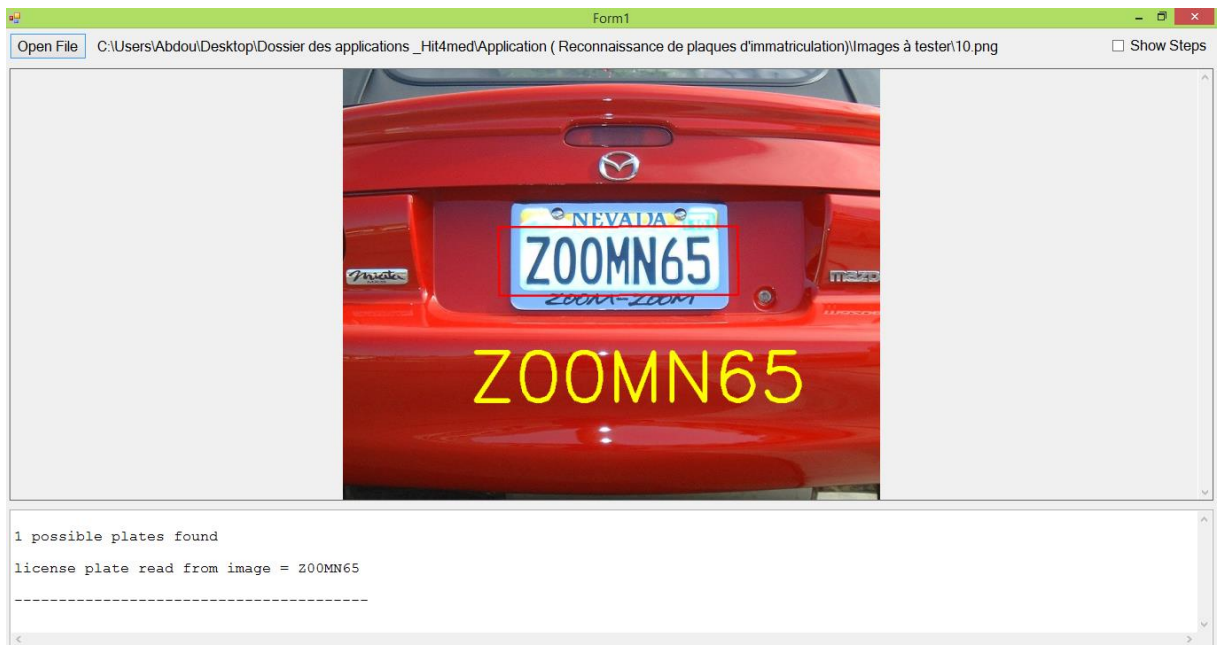 Form1
Open File C:\Users\Abdou\Desktop\Dossier des applications _Hit4med\Application ( Reconnaissance de plaques d'immatriculation)\Images à tester\10.png Show Steps
NEVADA
Z00MN65
ZOOM-ZOOM
Miata
Z00MN65
1 possible plates found
license plate read from image = Z00MN65
----------------------------------------